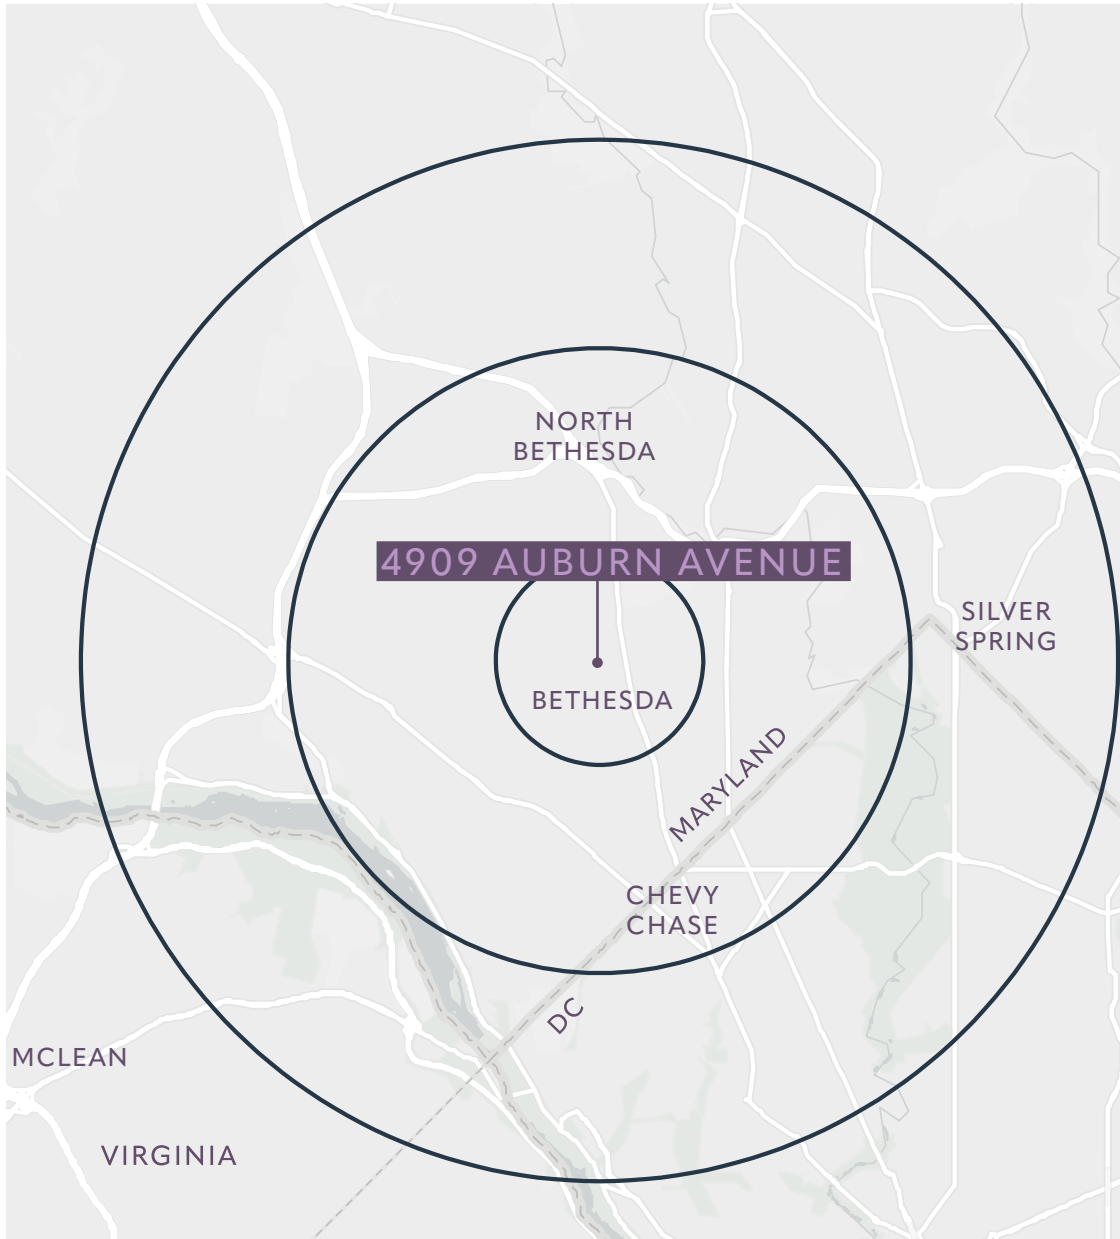 NORTH
BETHESDA
4909 AUBURN AVENUE
SILVER
SPRING
BETHESDA
MARYLAND
CHEVY
CHASE
DC
MCLEAN
VIRGINIA